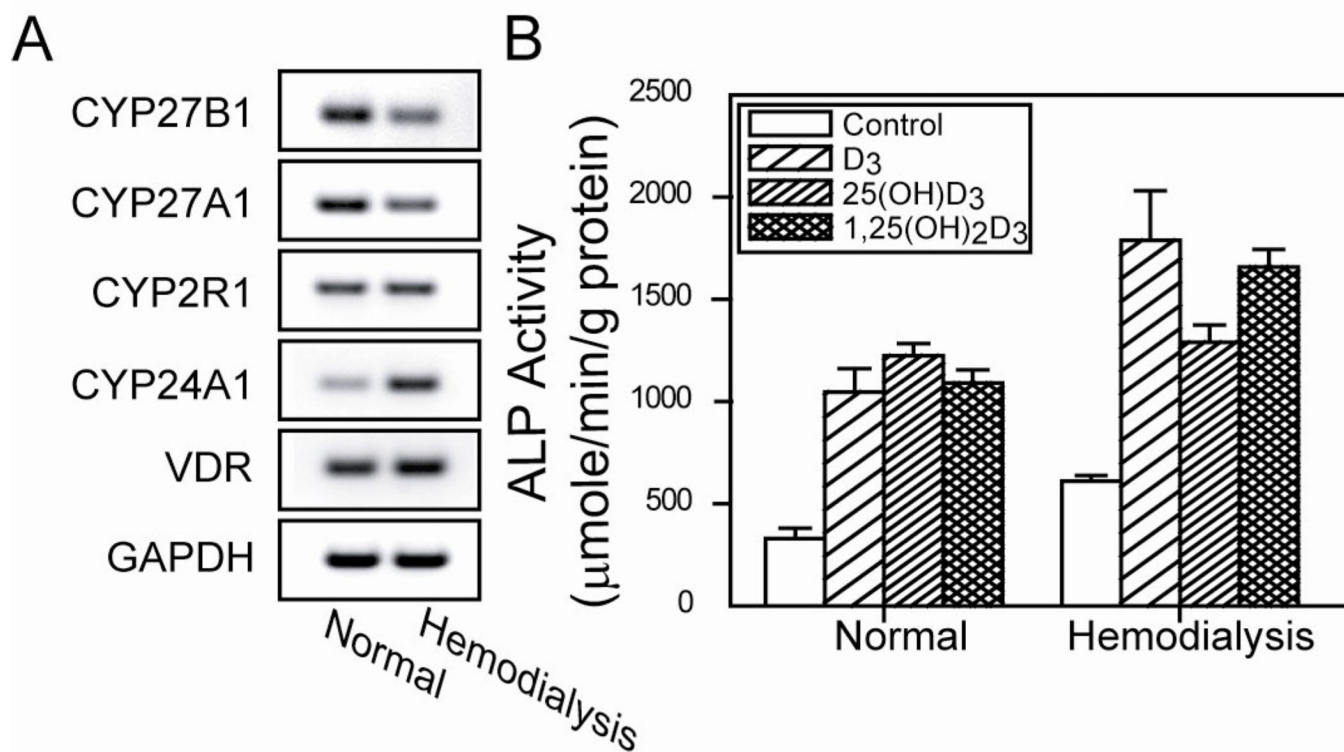 A
CYP27B1
CYP27A1
CYP2R1
CYP24A1
VDR
GAPDH
Normal
Hemodialysis
B
ALP Activity
(μmole/min/g protein)
2500
2000
1500
1000
500
0
Control
D3
25(OH)D3
1,25(OH)2D3
Normal
Hemodialysis